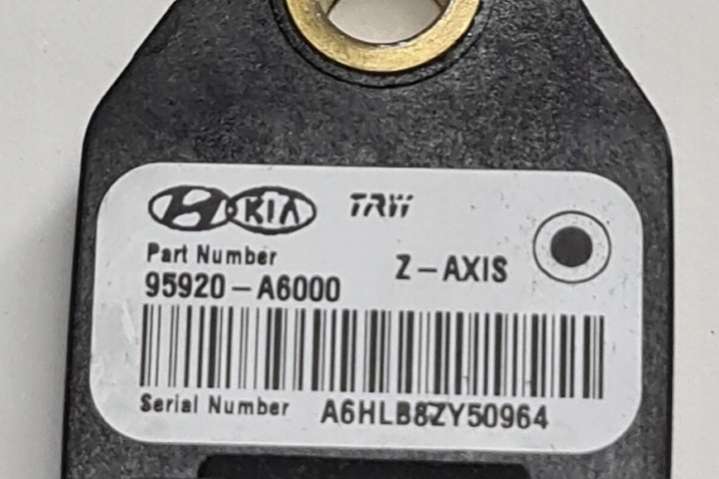 H KIA TRW
Part Number
95920-A6000 Z-AXIS
Serial Number A6HLB8ZY50964